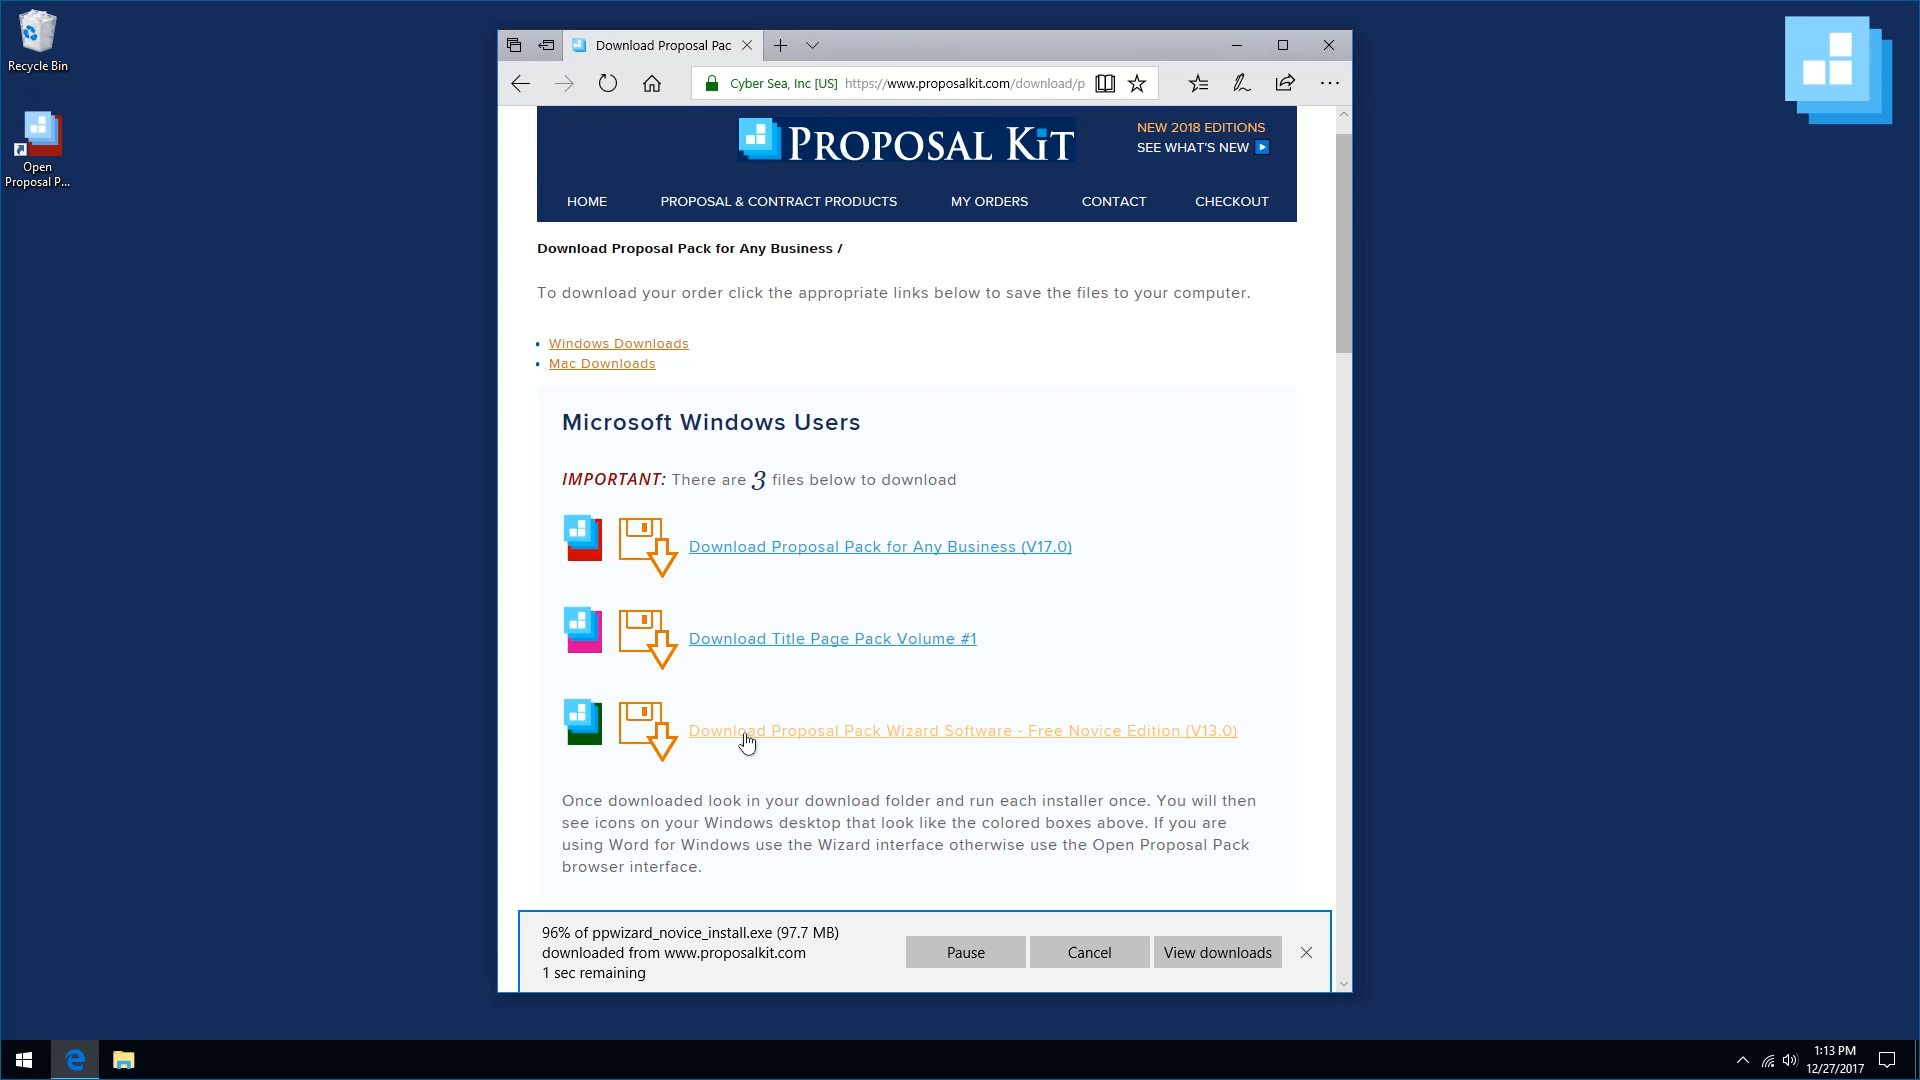 Recycle Bin
Open
Proposal P...
Download Proposal Pac
Cyber Sea, Inc [US] https://www.proposalkit.com/download/p
PROPOSAL KIT
NEW 2018 EDITIONS
SEE WHAT'S NEW
HOME PROPOSAL & CONTRACT PRODUCTS MY ORDERS CONTACT CHECKOUT
Download Proposal Pack for Any Business /
To download your order click the appropriate links below to save the files to your computer.
Windows Downloads
Mac Downloads
Microsoft Windows Users
IMPORTANT: There are 3 files below to download
Download Proposal Pack for Any Business (V17.0)
Download Title Page Pack Volume #1
Download Proposal Pack Wizard Software - Free Novice Edition (V13.0)
Once downloaded look in your download folder and run each installer once. You will then
see icons on your Windows desktop that look like the colored boxes above. If you are
using Word for Windows use the Wizard interface otherwise use the Open Proposal Pack
browser interface.
96% of ppwizard_novice_install.exe (97.7 MB)
downloaded from www.proposalkit.com
1 sec remaining
Pause Cancel View downloads
1:13 PM
12/27/2017